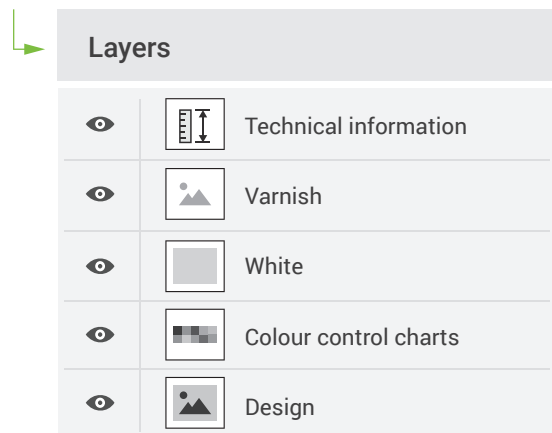 Layers
Technical information
Varnish
White
Colour control charts
Design